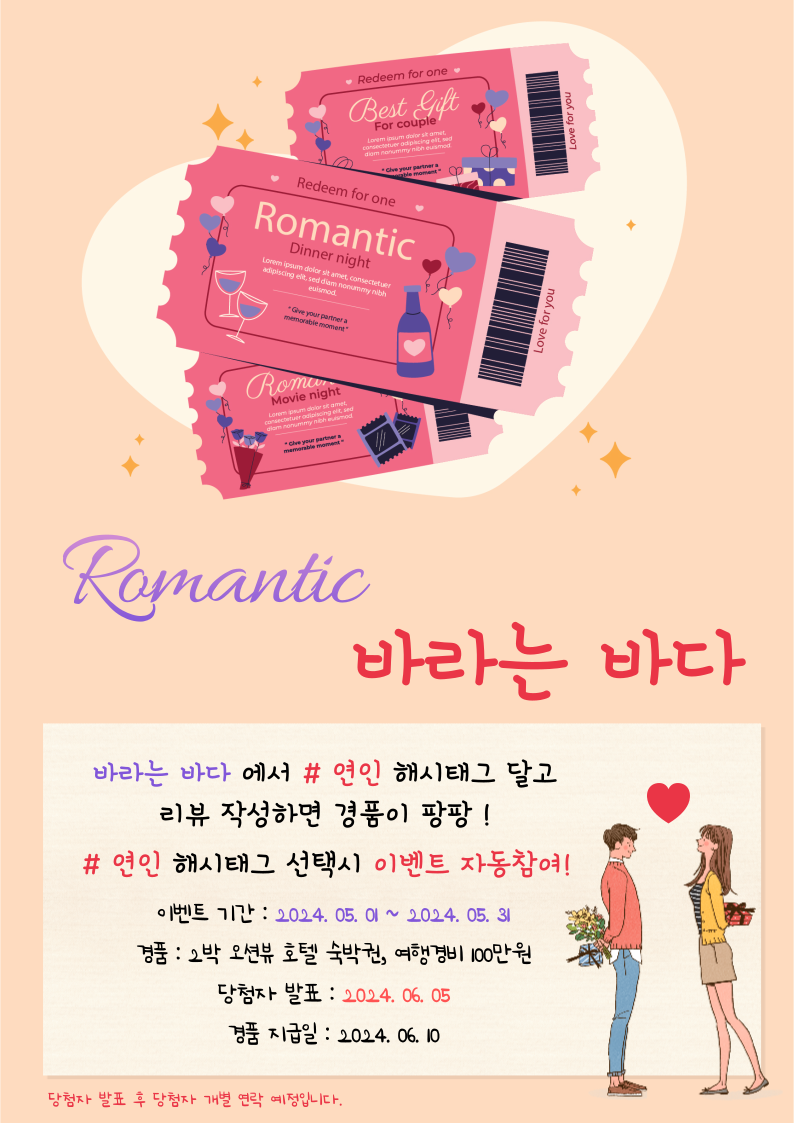 Redeem for one
Best Gift
For couple
Lorem ipsum dolor sit amet,
consectetuer adipiscing elit, sed
diam nonummy nibh euismod.
" Give your partner a
memorable moment "
Love for you
Redeem for one
Romantic
Dinner night
Lorem ipsum dolor sit amet, consectetuer
adipiscing elit, sed diam nonummy nibh
euismod.
" Give your partner a
memorable moment "
Love for you
Movie night
Lorem ipsum dolor sit amet,
consectetuer adipiscing elit, sed
diam nonummy nibh euismod.
" Give your partner a
memorable moment "
Romantic
바라는 바다
바라는 바다 에서 # 연인 해시태그 달고
리뷰 작성하면 경품이 팡팡 !
# 연인 해시태그 선택시 이벤트 자동참여!
이벤트 기간 : 2024. 05. 01 ~ 2024. 05. 31
경품 : 2박 오션뷰 호텔 숙박권, 여행경비 100만원
당첨자 발표 : 2024. 06. 05
경품 지급일 : 2024. 06. 10
당첨자 발표 후 당첨자 개별 연락 예정입니다.